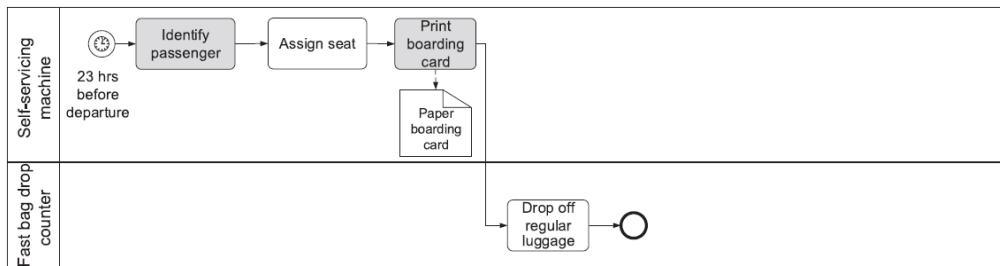 Self-servicing
machine
23 hrs
before
departure
Identify
passenger
Assign seat
Print
boarding
card
Paper
boarding
card
Fast bag drop
counter
Drop off
regular
luggage